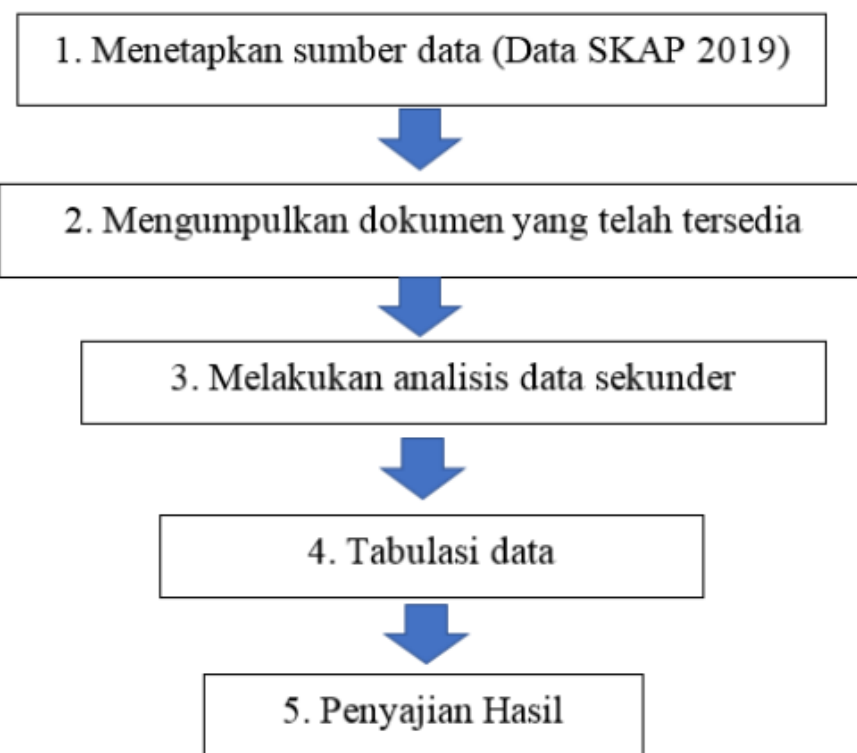 1. Menetapkan sumber data (Data SKAP 2019)
2. Mengumpulkan dokumen yang telah tersedia
3. Melakukan analisis data sekunder
4. Tabulasi data
5. Penyajian Hasil